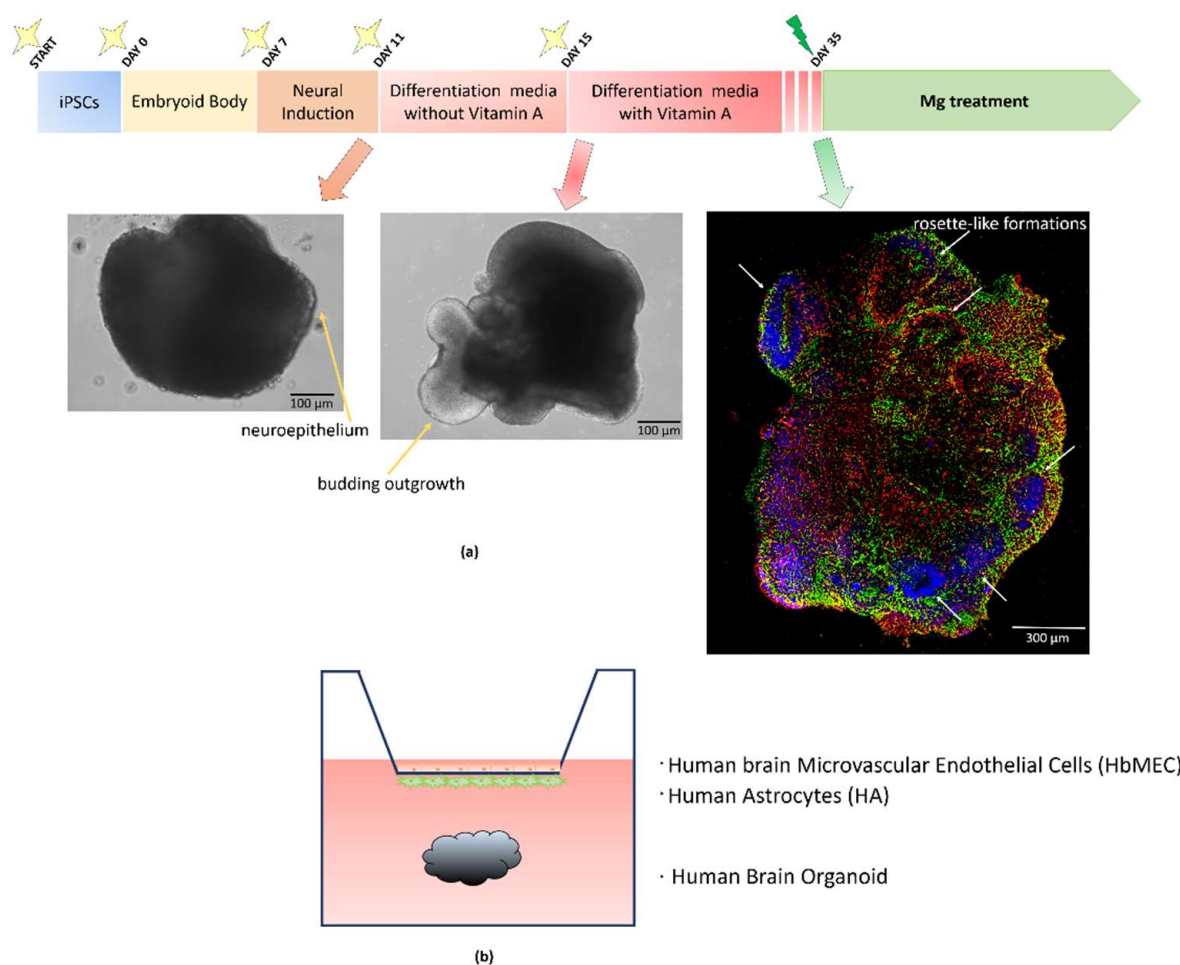 START
DAY 0
DAY 7
DAY 11
DAY 15
DAY 35
iPSCs
Embryoid Body
Neural
Induction
Differentiation media
without Vitamin A
Differentiation media
with Vitamin A
Mg treatment
rosette-like formations
100 µm
neuroepithelium
100 µm
budding outgrowth
300 µm
(a)
· Human brain Microvascular Endothelial Cells (HbMEC)
· Human Astrocytes (HA)
· Human Brain Organoid
(b)